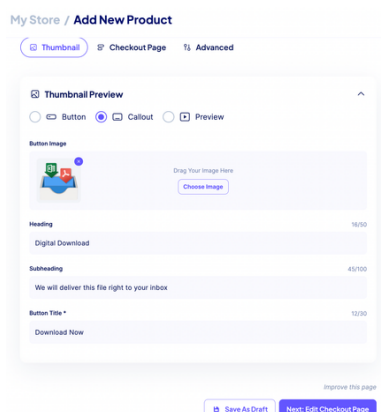 My Store / Add New Product
Thumbnail Checkout Page Advanced
Thumbnail Preview
Button Callout Preview
Button Image
Drag Your Image Here
Choose Image
Heading 16/50
Digital Download
Subheading 45/100
We will deliver this file right to your inbox
Button Title * 12/30
Download Now
Improve this page
Save As Draft Next: Edit Checkout Page